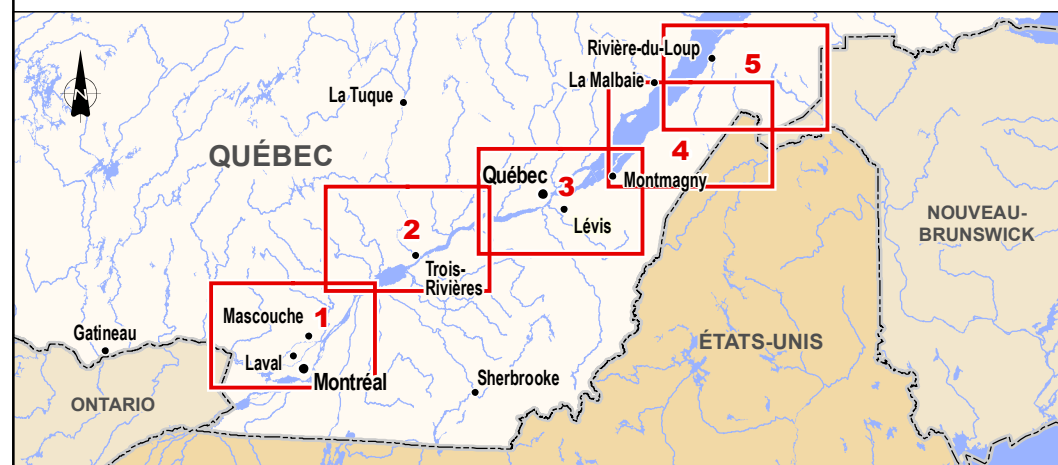 Rivière-du-Loup
5
La Malbaie
La Tuque
N
QUÉBEC
4
Québec
3
Montmagny
Lévis
NOUVEAU-
BRUNSWICK
2
Trois-
Rivières
Mascouche
1
Gatineau
Laval
Montréal
ÉTATS-UNIS
Sherbrooke
ONTARIO